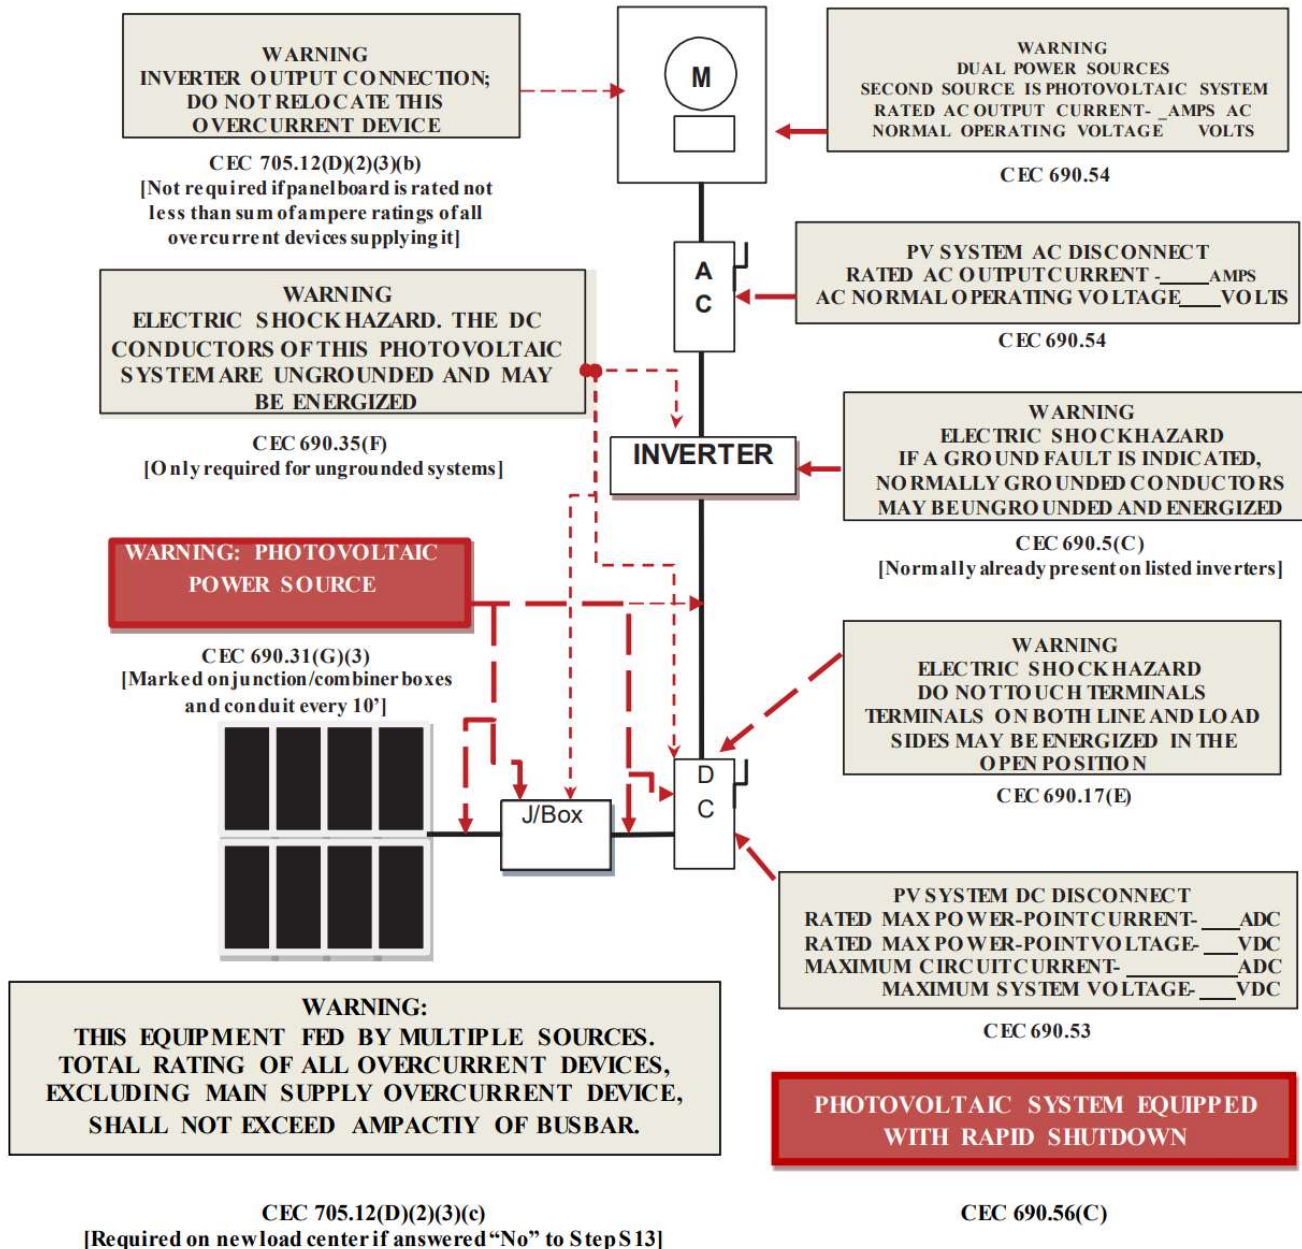 WARNING
INVERTER OUTPUT CONNECTION;
DO NOT RELOCATE THIS
OVERCURRENT DEVICE
CEC 705.12(D)(2)(3)(b)
[Not required if panelboard is rated not
less than sum of ampere ratings of all
overcurrent devices supplying it]
M
WARNING
DUAL POWER SOURCES
SECOND SOURCE IS PHOTOVOLTAIC SYSTEM
RATED AC OUTPUT CURRENT- _AMPS AC
NORMAL OPERATING VOLTAGE VOLTS
CEC 690.54
A
C
PV SYSTEM AC DISCONNECT
RATED AC OUTPUT CURRENT -_____AMPS
AC NORMAL OPERATING VOLTAGE____VOLTS
CEC 690.54
WARNING
ELECTRIC SHOCK HAZARD. THE DC
CONDUCTORS OF THIS PHOTOVOLTAIC
SYSTEM ARE UNGROUNDED AND MAY
BE ENERGIZED
CEC 690.35(F)
[Only required for ungrounded systems]
INVERTER
WARNING
ELECTRIC SHOCK HAZARD
IF A GROUND FAULT IS INDICATED,
NORMALLY GROUNDED CONDUCTORS
MAY BE UNGROUNDED AND ENERGIZED
CEC 690.5(C)
[Normally already present on listed inverters]
WARNING: PHOTOVOLTAIC
POWER SOURCE
CEC 690.31(G)(3)
[Marked on junction/combiner boxes
and conduit every 10’]
WARNING
ELECTRIC SHOCK HAZARD
DO NOT TOUCH TERMINALS
TERMINALS ON BOTH LINE AND LOAD
SIDES MAY BE ENERGIZED IN THE
OPEN POSITION
CEC 690.17(E)
J/Box
D
C
PV SYSTEM DC DISCONNECT
RATED MAX POWER-POINT CURRENT- ____ADC
RATED MAX POWER-POINT VOLTAGE- ____VDC
MAXIMUM CIRCUIT CURRENT- ___________ADC
MAXIMUM SYSTEM VOLTAGE- ____VDC
CEC 690.53
WARNING:
THIS EQUIPMENT FED BY MULTIPLE SOURCES.
TOTAL RATING OF ALL OVERCURRENT DEVICES,
EXCLUDING MAIN SUPPLY OVERCURRENT DEVICE,
SHALL NOT EXCEED AMPACTIY OF BUSBAR.
CEC 705.12(D)(2)(3)(c)
[Required on new load center if answered “No” to Step S13]
PHOTOVOLTAIC SYSTEM EQUIPPED
WITH RAPID SHUTDOWN
CEC 690.56(C)